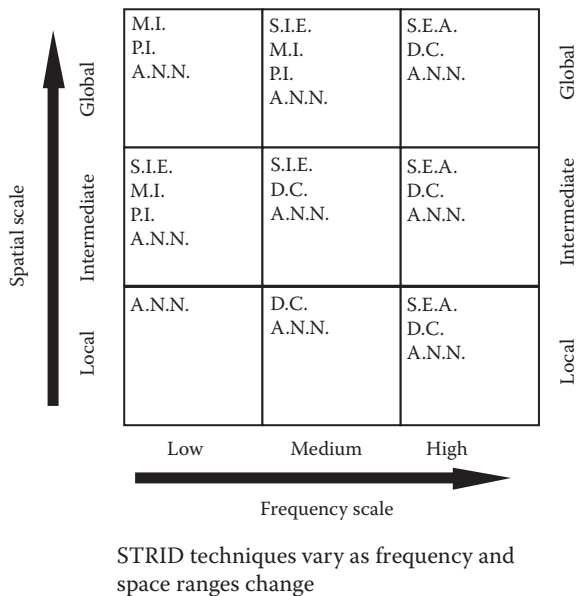 M.I.
P.I.
A.N.N.
S.I.E.
M.I.
P.I.
A.N.N.
S.E.A.
D.C.
A.N.N.
Global
Global
S.I.E.
M.I.
P.I.
A.N.N.
S.I.E.
D.C.
A.N.N.
S.E.A.
D.C.
A.N.N.
Spatial scale
Intermediate
Intermediate
A.N.N.
D.C.
A.N.N.
S.E.A.
D.C.
A.N.N.
Local
Local
Low
Medium
High
Frequency scale
STRID techniques vary as frequency and
space ranges change